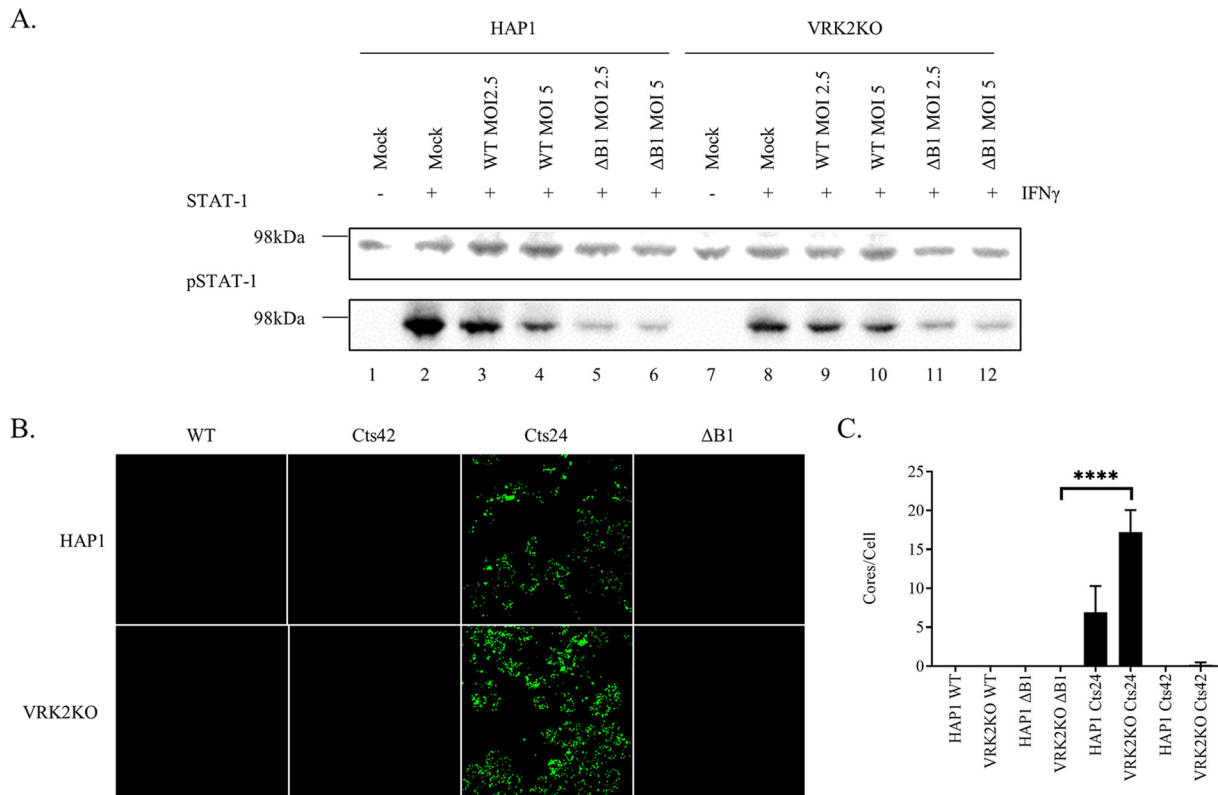 A.
HAP1 VRK2KO
Mock Mock WT MOI2.5 WT MOI 5 ΔB1 MOI 2.5 ΔB1 MOI 5 Mock Mock WT MOI 2.5 WT MOI 5 ΔB1 MOI 2.5 ΔB1 MOI 5
- + + + + + - + + + + + IFNγ
STAT-1
98kDa
pSTAT-1
98kDa
1 2 3 4 5 6 7 8 9 10 11 12
B.
WT Cts42 Cts24 ΔB1
HAP1
VRK2KO
C.
Cores/Cell
25
20
15
10
5
0
****
HAP1 WT
VRK2KO WT
HAP1 ΔB1
VRK2KO ΔB1
HAP1 Cts24
VRK2KO Cts24
HAP1 Cts42
VRK2KO Cts42